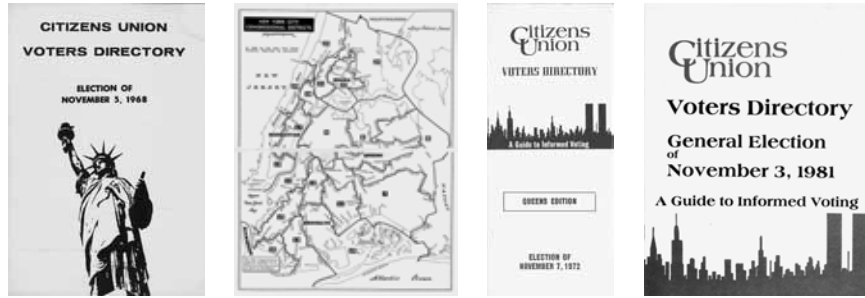 CITIZENS UNION
VOTERS DIRECTORY
ELECTION OF
NOVEMBER 5, 1968
NEW YORK CITY
CONGRESSIONAL DISTRICTS
NEW
JERSEY
Atlantic Ocean
Citizens
Union
VOTERS DIRECTORY
A Guide to Informed Voting
QUEENS EDITION
ELECTION OF
NOVEMBER 7, 1972
Citizens
Union
Voters Directory
General Election
of
November 3, 1981
A Guide to Informed Voting